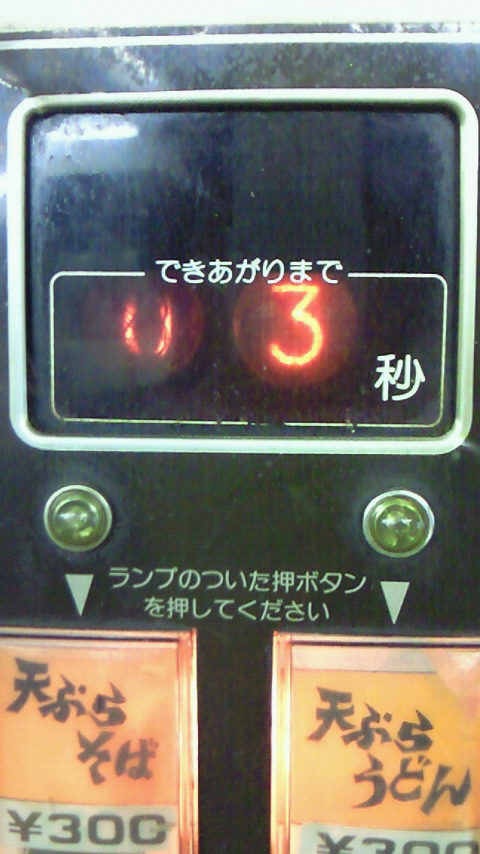 できあがりまで
03 秒
ランプのついた押ボタン
を押してください
天ぷら
そば
¥300
天ぷら
うどん
¥300